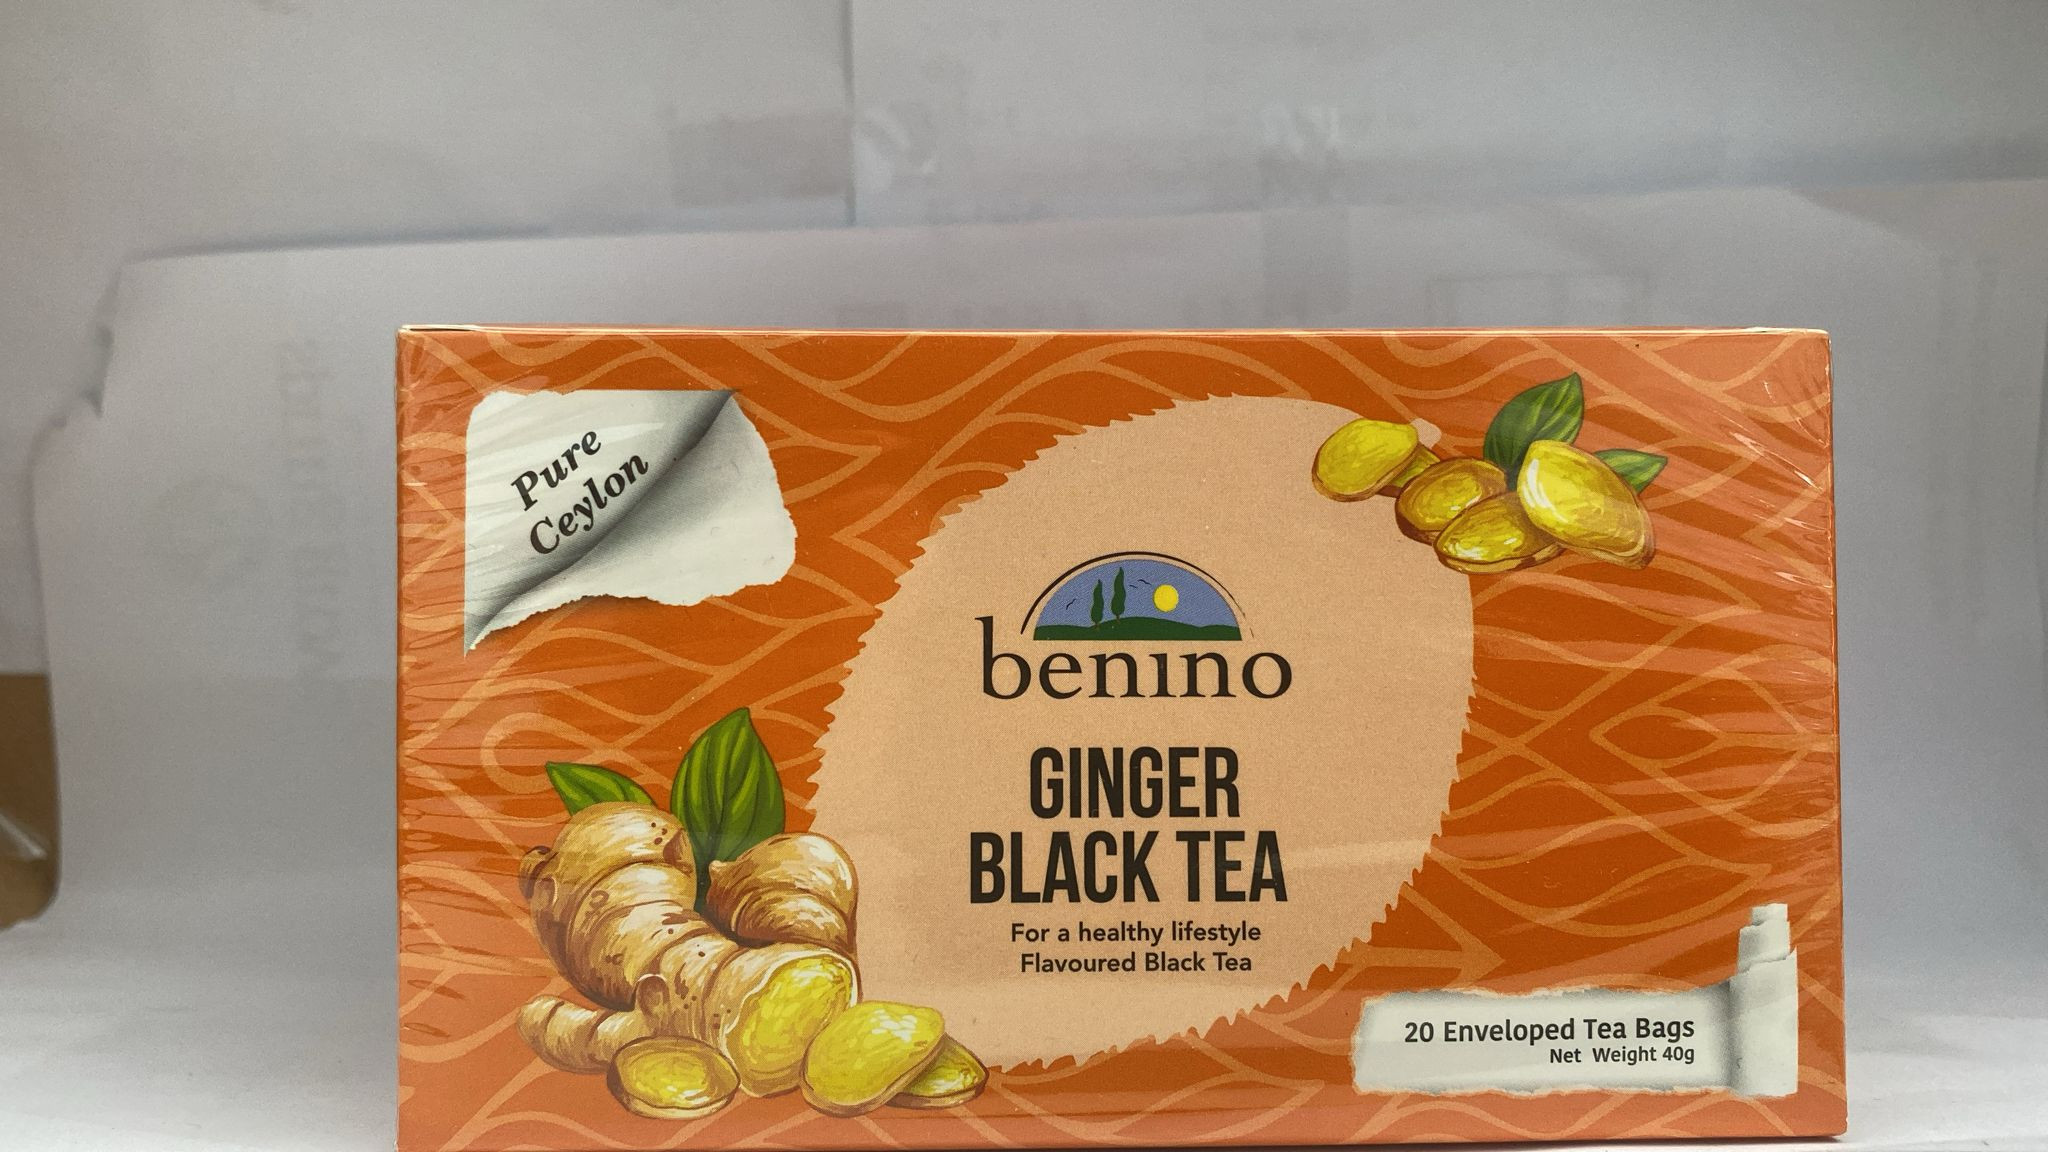 Pure
Ceylon
benino
GINGER
BLACK TEA
For a healthy lifestyle
Flavoured Black Tea
20 Enveloped Tea Bags
Net Weight 40g